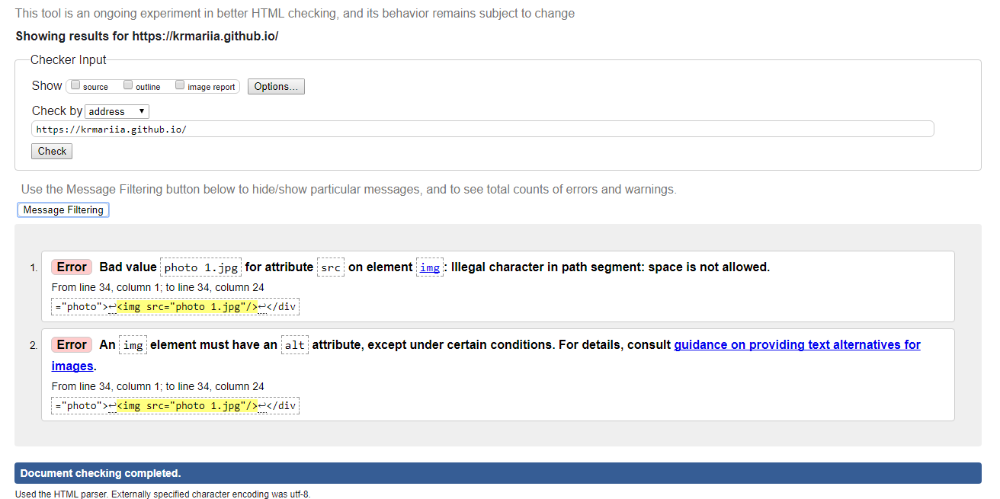 This tool is an ongoing experiment in better HTML checking, and its behavior remains subject to change
Showing results for https://krmariia.github.io/
Checker Input
Show source outline image report Options...
Check by address ▼
https://krmariia.github.io/
Check
Use the Message Filtering button below to hide/show particular messages, and to see total counts of errors and warnings.
Message Filtering
1. Error Bad value photo 1.jpg for attribute src on element img: Illegal character in path segment: space is not allowed.
From line 34, column 1; to line 34, column 24
="photo">↩<img src="photo 1.jpg"/>↩</div
2. Error An img element must have an alt attribute, except under certain conditions. For details, consult guidance on providing text alternatives for
images.
From line 34, column 1; to line 34, column 24
="photo">↩<img src="photo 1.jpg"/>↩</div
Document checking completed.
Used the HTML parser. Externally specified character encoding was utf-8.